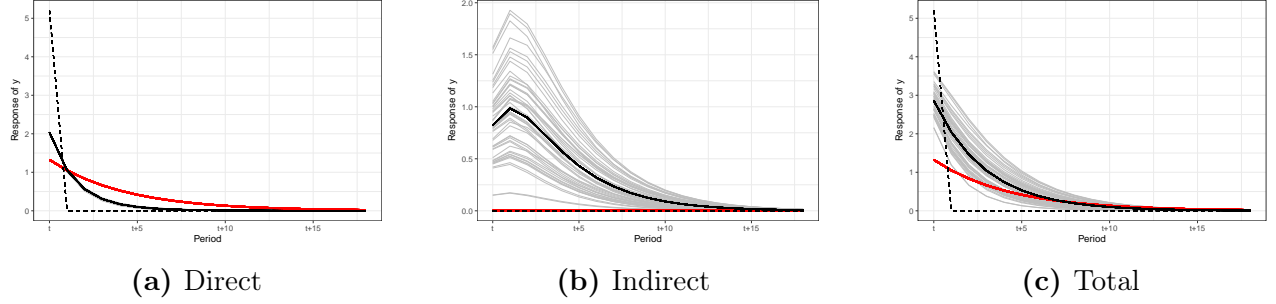 5
4
3
2
1
0
Response of y
t
t+5
t+10
t+15
Period
(a) Direct
2.0
1.5
1.0
0.5
0.0
Response of y
t
t+5
t+10
t+15
Period
(b) Indirect
5
4
3
2
1
0
Response of y
t
t+5
t+10
t+15
Period
(c) Total